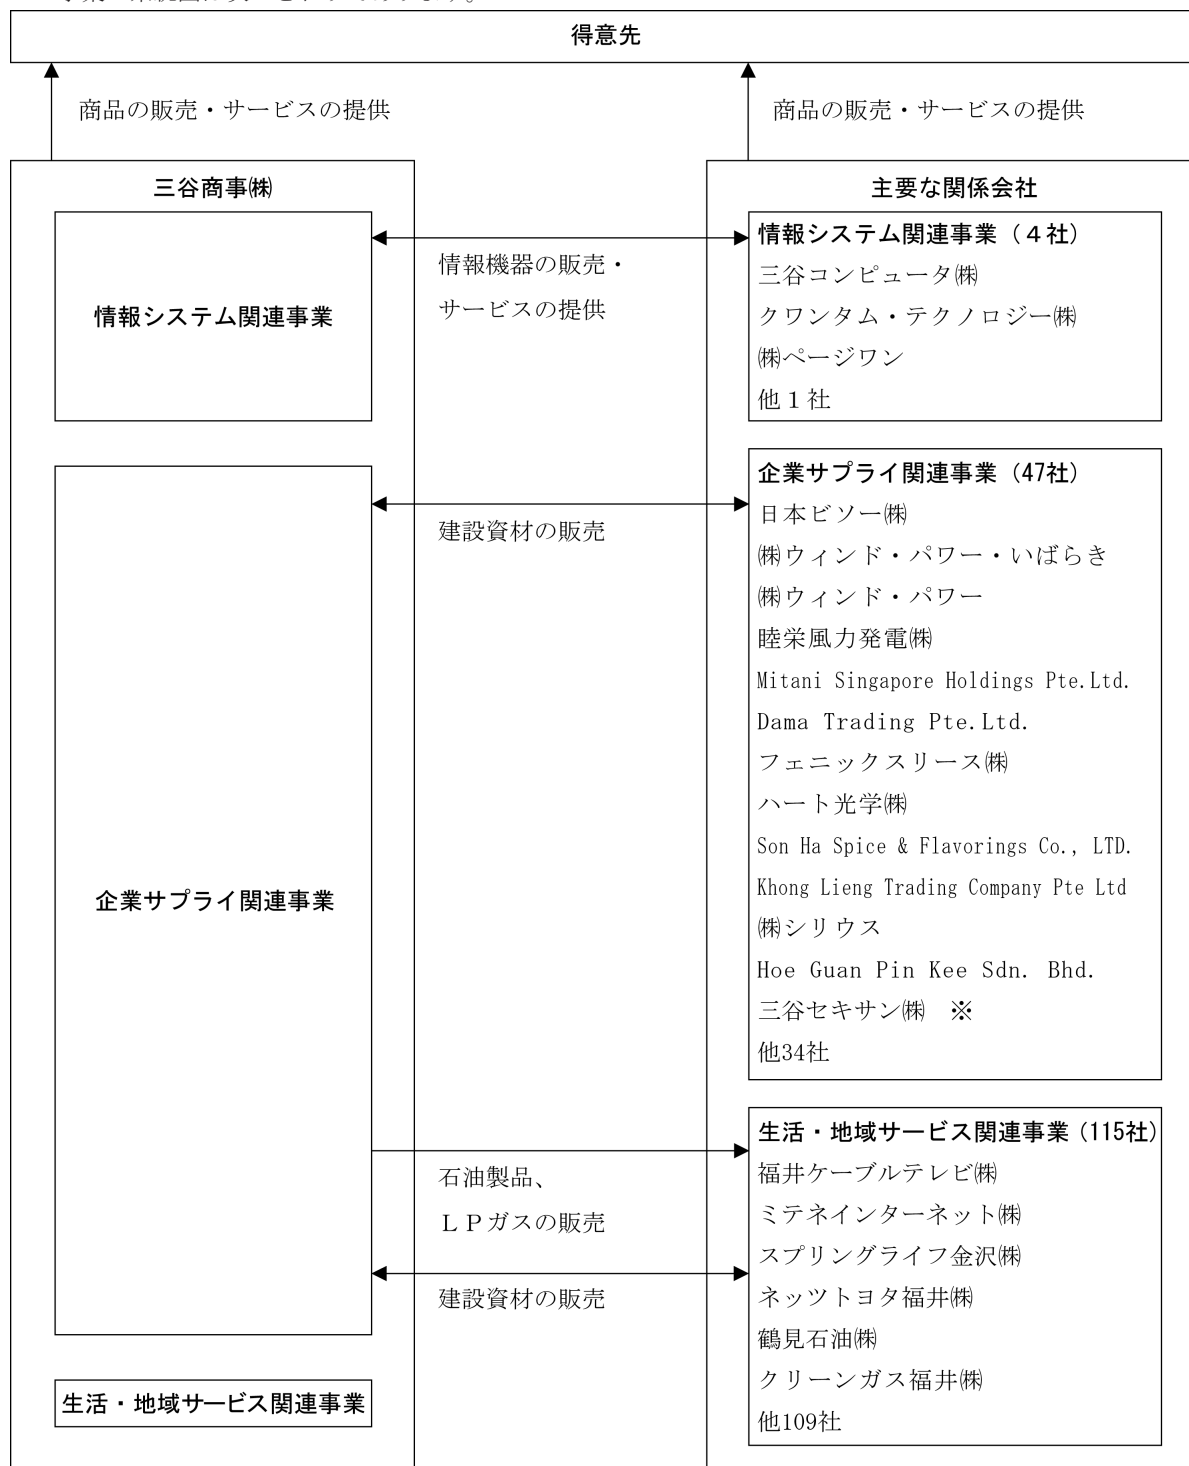 得意先
商品の販売・サービスの提供
商品の販売・サービスの提供
三谷商事㈱
情報システム関連事業
企業サプライ関連事業
生活・地域サービス関連事業
情報機器の販売・
サービスの提供
建設資材の販売
石油製品、
ＬＰガスの販売
建設資材の販売
主要な関係会社
情報システム関連事業（４社）
三谷コンピュータ㈱
クワンタム・テクノロジー㈱
㈱ページワン
他１社
企業サプライ関連事業（47社）
日本ビソー㈱
㈱ウィンド・パワー・いばらき
㈱ウィンド・パワー
睦栄風力発電㈱
Mitani Singapore Holdings Pte.Ltd.
Dama Trading Pte.Ltd.
フェニックスリース㈱
ハート光学㈱
Son Ha Spice & Flavorings Co., LTD.
Khong Lieng Trading Company Pte Ltd
㈱シリウス
Hoe Guan Pin Kee Sdn. Bhd.
三谷セキサン㈱　※
他34社
生活・地域サービス関連事業（115社）
福井ケーブルテレビ㈱
ミテネインターネット㈱
スプリングライフ金沢㈱
ネッツトヨタ福井㈱
鶴見石油㈱
クリーンガス福井㈱
他109社